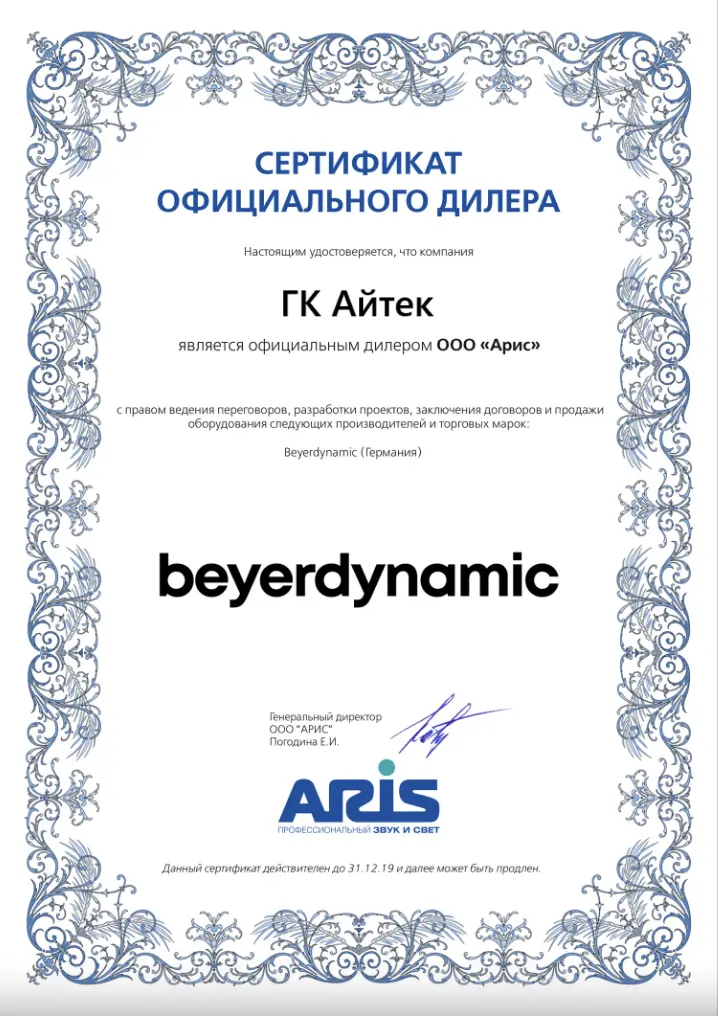 СЕРТИФИКАТ
ОФИЦИАЛЬНОГО ДИЛЕРА
Настоящим удостоверяется, что компания
ГК Айтек
является официальным дилером ООО «Арис»
с правом ведения переговоров, разработки проектов, заключения договоров и продажи
оборудования следующих производителей и торговых марок:
Beyerdynamic (Германия)
beyerdynamic
Генеральный директор
ООО "АРИС"
Погодина Е.И.
ARIS
ПРОФЕССИОНАЛЬНЫЙ ЗВУК И СВЕТ
Данный сертификат действителен до 31.12.19 и далее может быть продлен.